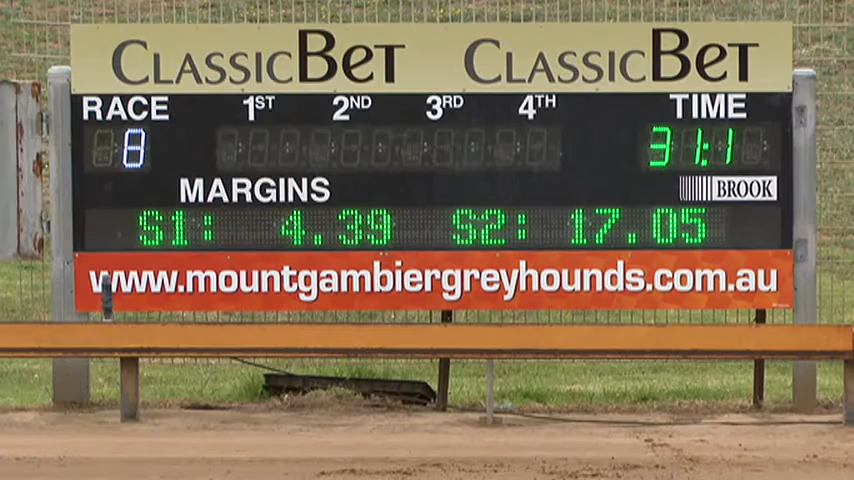 CLASSICBET CLASSICBET
RACE 1ST 2ND 3RD 4TH TIME
8 31:1
MARGINS BROOK
S1: 4.39 S2: 17.05
www.mountgambiergreyhounds.com.au